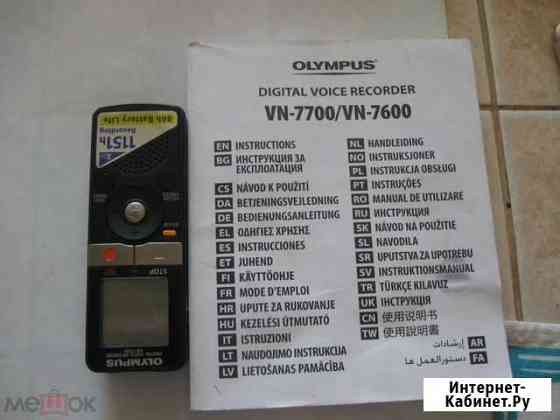 OLYMPUS
DIGITAL VOICE RECORDER
VN-7700/VN-7600
EN INSTRUCTIONS
BG ИНСТРУКЦИЯ ЗА ЕКСПЛОАТАЦИЯ
CS NÁVOD K POUŽITÍ
DA BETJENINGSVEJLEDNING
DE BEDIENUNGSANLEITUNG
EL ΟΔΗΓΙΕΣ ΧΡΗΣΗΣ
ES INSTRUCCIONES
ET JUHEND
FI KÄYTTÖOHJE
FR MODE D'EMPLOI
HR UPUTE ZA RUKOVANJE
HU KEZELÉSI ÚTMUTATÓ
IT ISTRUZIONI
LT NAUDOJIMO INSTRUKCIJA
LV LIETOŠANAS PAMĀCĪBA
NL HANDLEIDING
NO INSTRUKSJONER
PL INSTRUKCJA OBSŁUGI
PT INSTRUÇÕES
RO MANUAL DE UTILIZARE
RU ИНСТРУКЦИЯ
SK NÁVOD NA POUŽITIE
SL NAVODILA
SR UPUTSTVA ZA UPOTREBU
SV INSTRUKTIONSMANUAL
TR TÜRKÇE KILAVUZ
UK ІНСТРУКЦІЯ
CN 使用说明书
TW 使用說明書
إرشادات AR
دستورالعمل ها FA
86h Battery Life
1151h
Recording
STOP
OLYMPUS
мешок
Интернет-
Кабинет.Ру